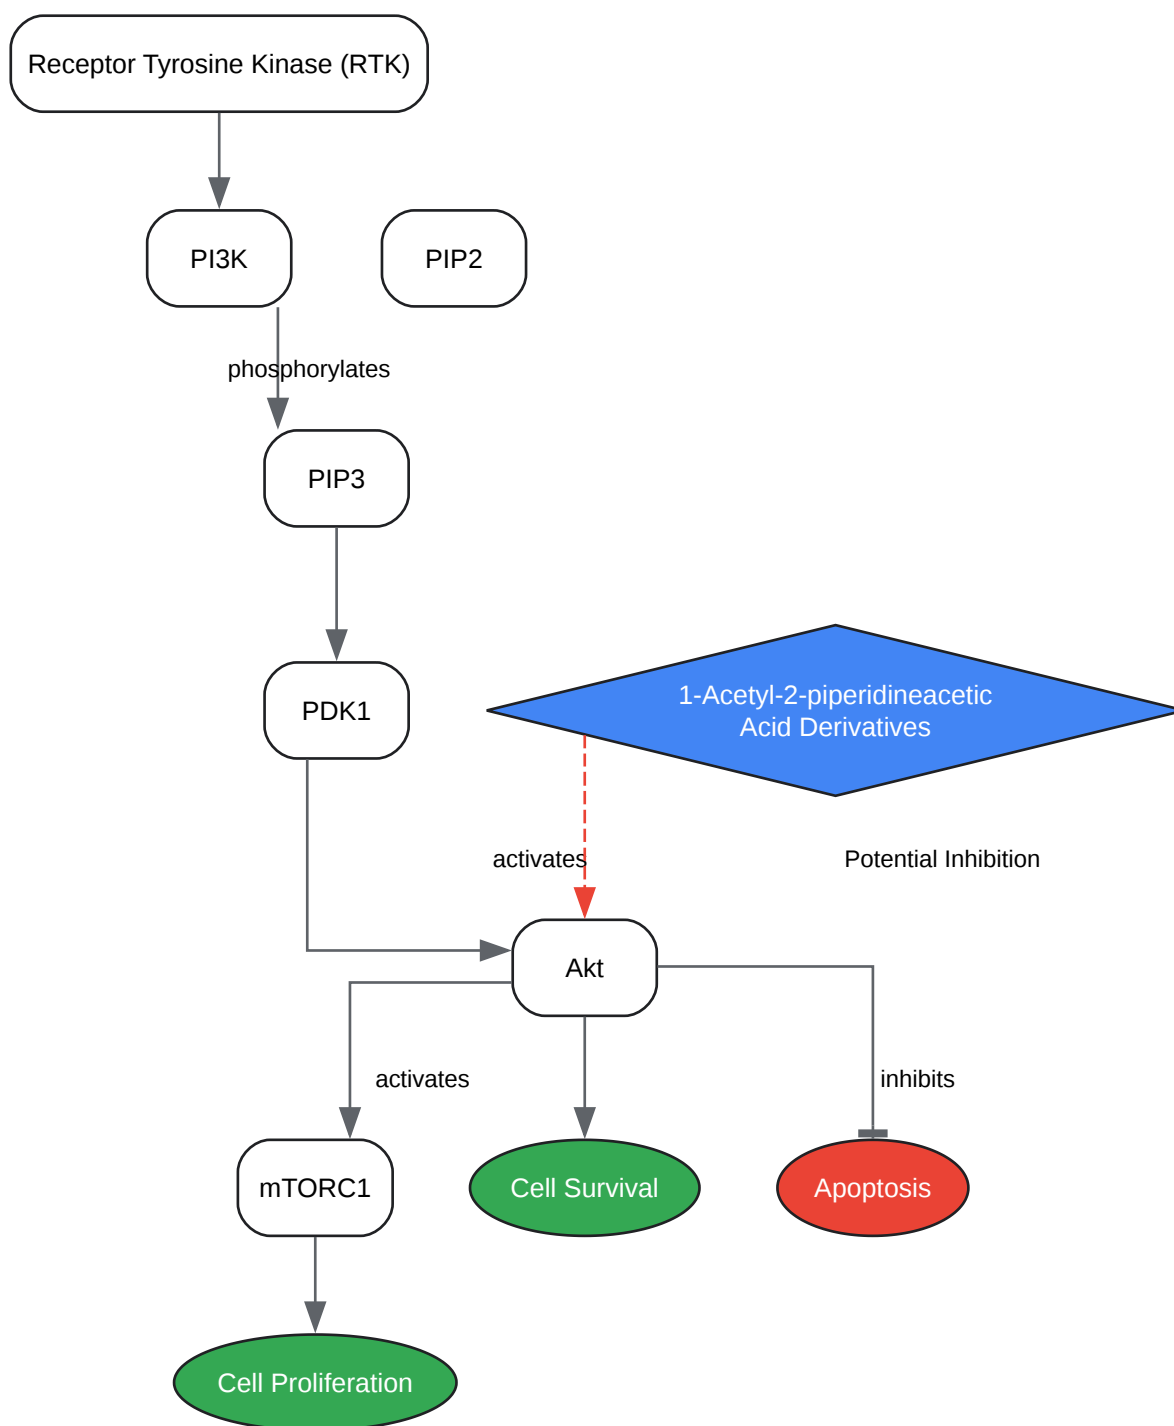 Receptor Tyrosine Kinase (RTK)
PI3K
PIP2
phosphorylates
PIP3
PDK1
1-Acetyl-2-piperidineacetic
Acid Derivatives
activates
Potential Inhibition
Akt
activates
inhibits
mTORC1
Cell Survival
Apoptosis
Cell Proliferation